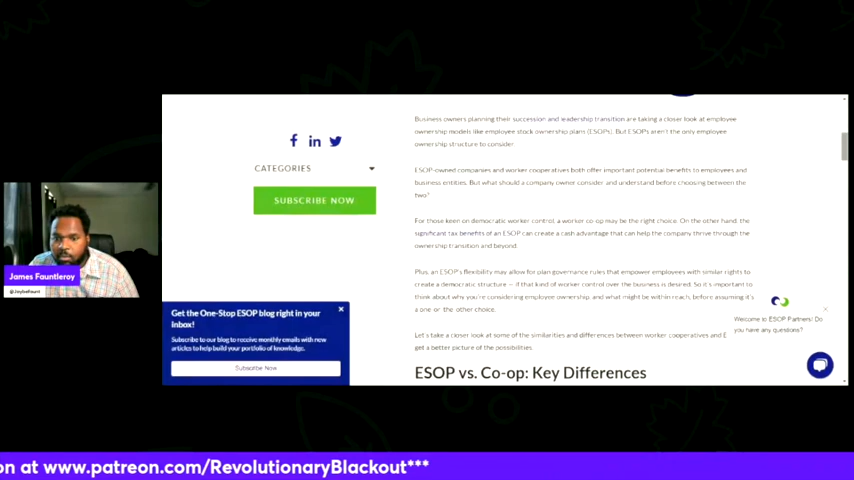 Business owners planning their succession and leadership transition are taking a closer look at employee
ownership models like employee stock ownership plans (ESOPs). But ESOPs aren't the only employee
ownership structure to consider.
CATEGORIES
SUBSCRIBE NOW
ESOP-owned companies and worker cooperatives both offer important potential benefits to employees and
business entities. But what should a company owner consider and understand before choosing between the
two?
For those keen on democratic worker control, a worker co-op may be the right choice. On the other hand, the
significant tax benefits of an ESOP can create a cash advantage that can help the company thrive through the
ownership transition and beyond.
Plus, an ESOP's flexibility may allow for plan governance rules that empower employees with similar rights to
create a democratic structure — if that kind of worker control over the business is desired. So it's important to
think about why you're considering employee ownership, and what might be within reach, before assuming it's
a one or the other choice.
Let's take a closer look at some of the similarities and differences between worker cooperatives and E
get a better picture of the possibilities.
ESOP vs. Co-op: Key Differences
Get the One-Stop ESOP blog right in your
inbox!
Subscribe to our blog to receive monthly emails with new
articles to help build your portfolio of knowledge.
Subscribe Now
Welcome to ESOP Partners! Do
you have any questions?
James Fauntleroy
@JoybeFount
on at www.patreon.com/RevolutionaryBlackout***